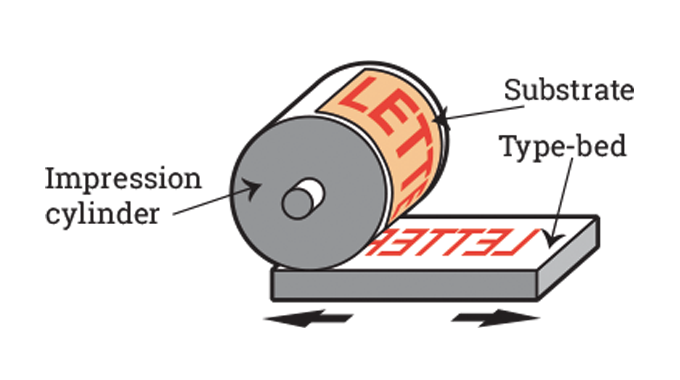 LETTE
Substrate
Type-bed
Impression
cylinder
LETTER